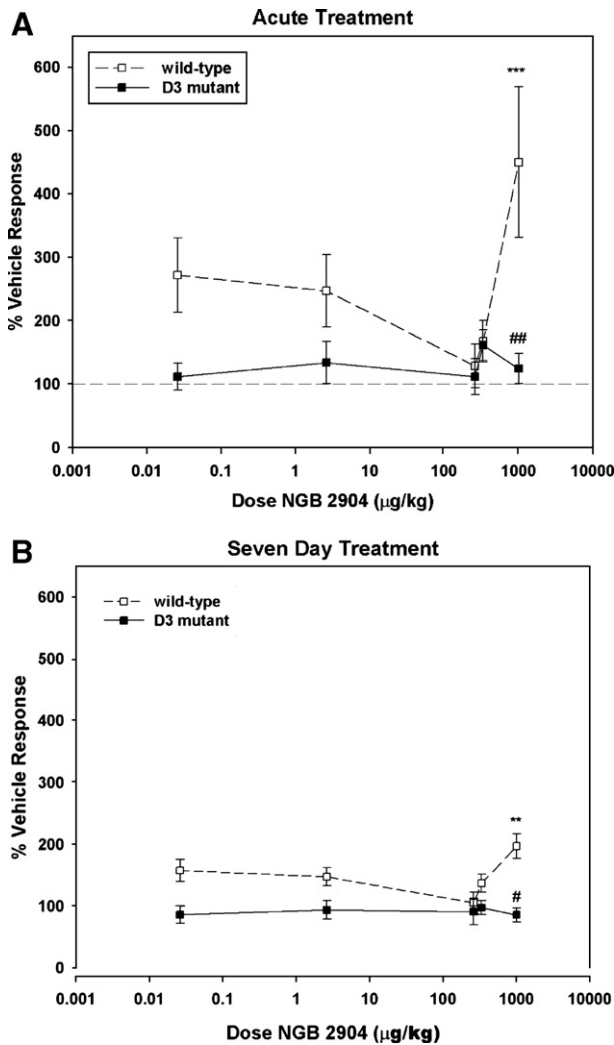 A
Acute Treatment
wild-type
D3 mutant
600
500
400
300
200
100
0
% Vehicle Response
***
##
0.001
0.01
0.1
1
10
100
1000
10000
Dose NGB 2904 (μg/kg)
B
Seven Day Treatment
wild-type
D3 mutant
600
500
400
300
200
100
0
% Vehicle Response
**
#
0.001
0.01
0.1
1
10
100
1000
10000
Dose NGB 2904 (μg/kg)